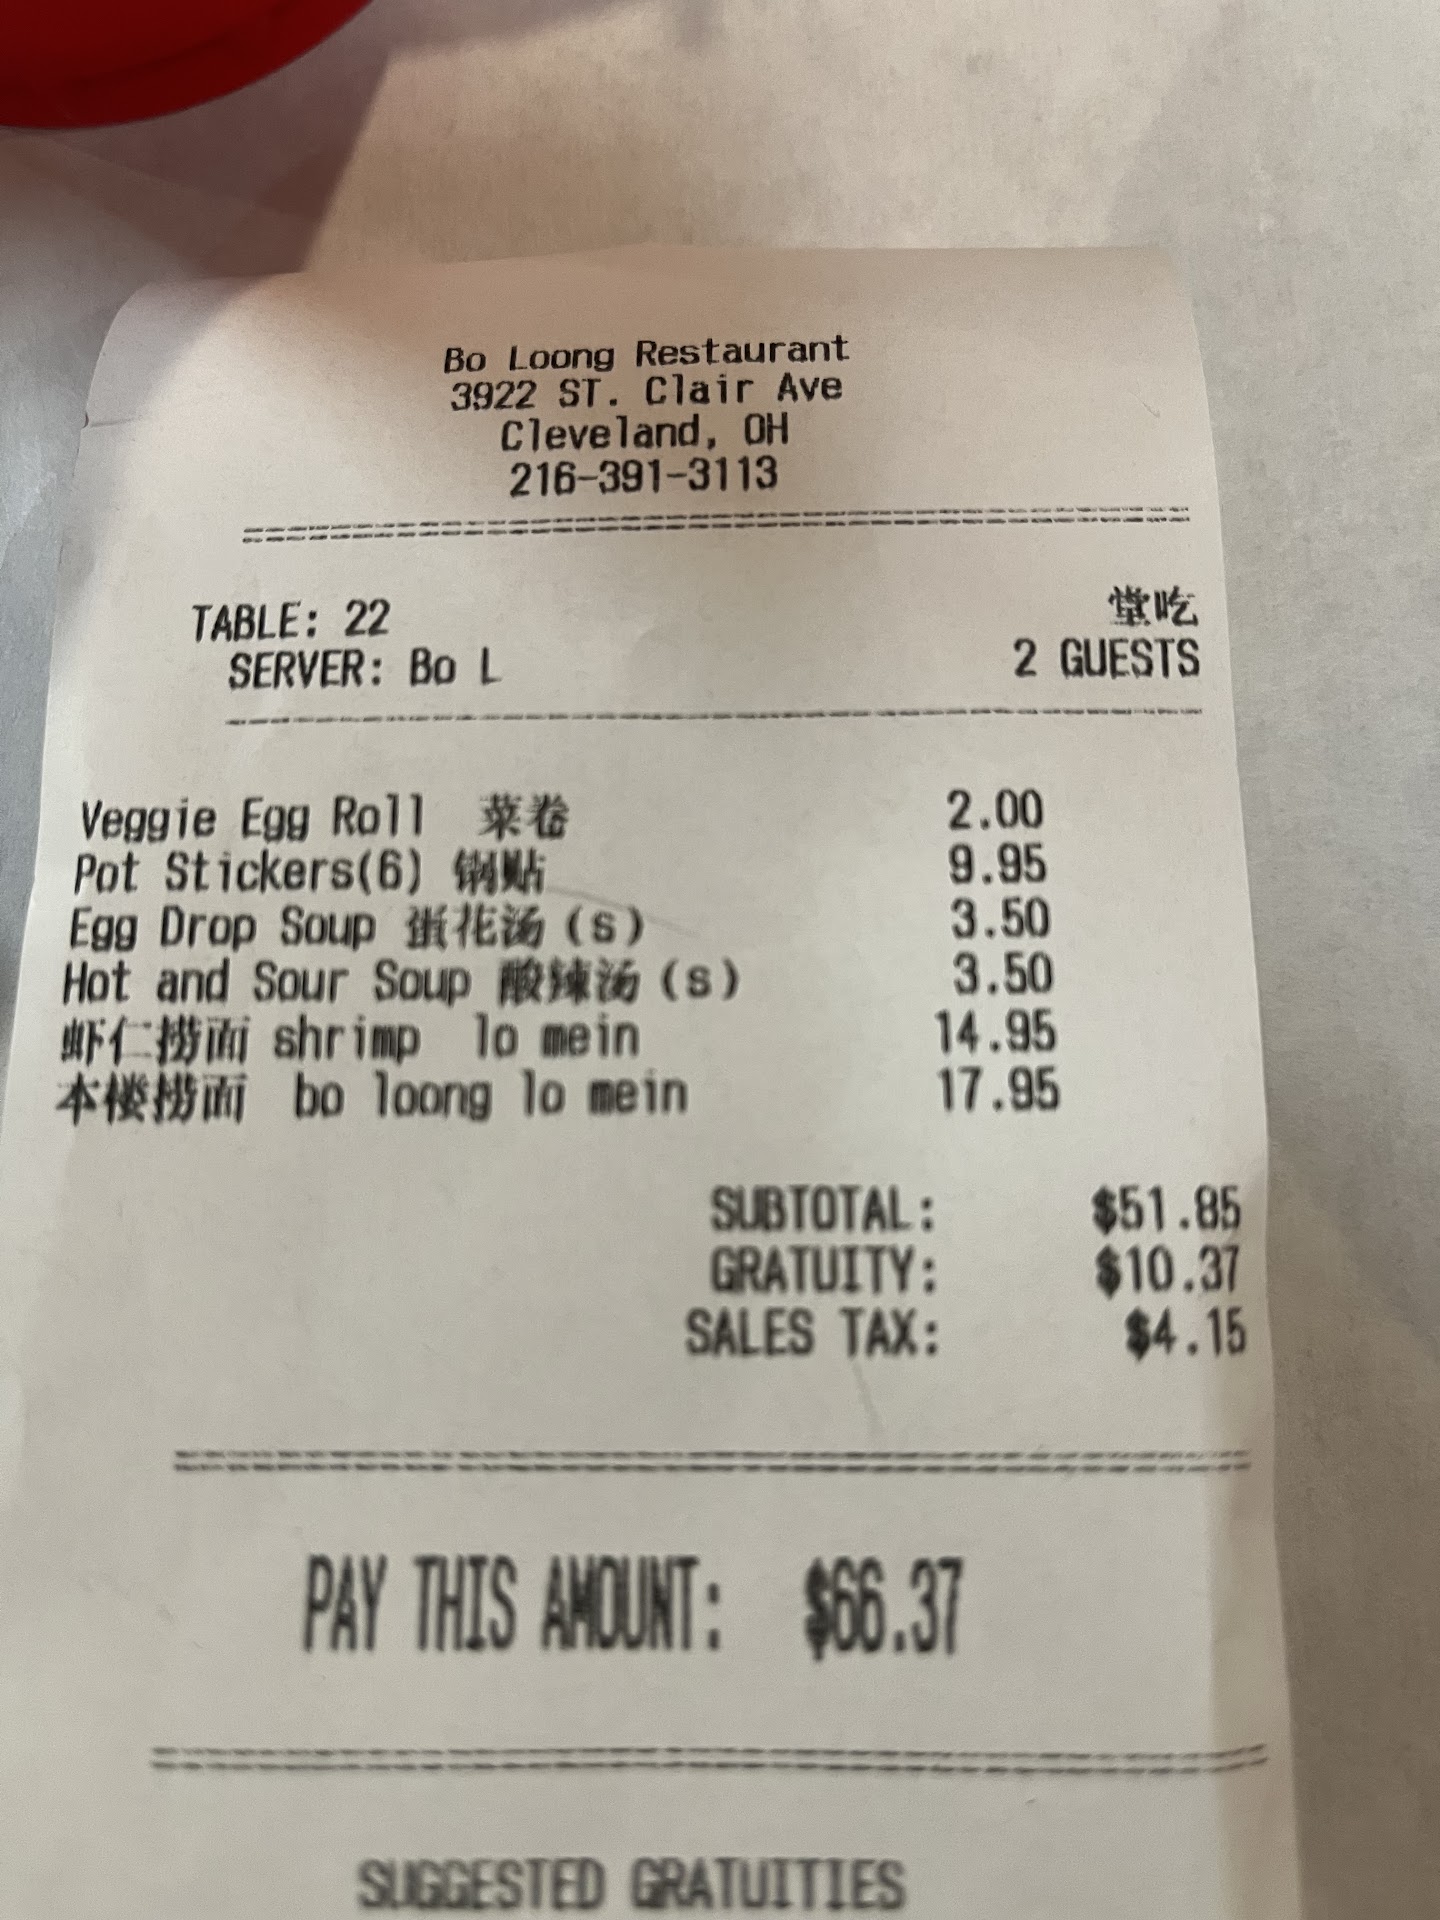 Bo Loong Restaurant
3922 ST. Clair Ave
Cleveland, OH
216-391-3113
堂吃
TABLE: 22
SERVER: Bo L 2 GUESTS
Veggie Egg Roll 菜卷 2.00
Pot Stickers(6) 锅贴 9.95
Egg Drop Soup 蛋花汤 (s) 3.50
Hot and Sour Soup 酸辣汤 (s) 3.50
虾仁捞面 shrimp lo mein 14.95
本楼捞面 bo loong lo mein 17.95
SUBTOTAL: $51.85
GRATUITY: $10.37
SALES TAX: $4.15
PAY THIS AMOUNT: $66.37
SUGGESTED GRATUITIES